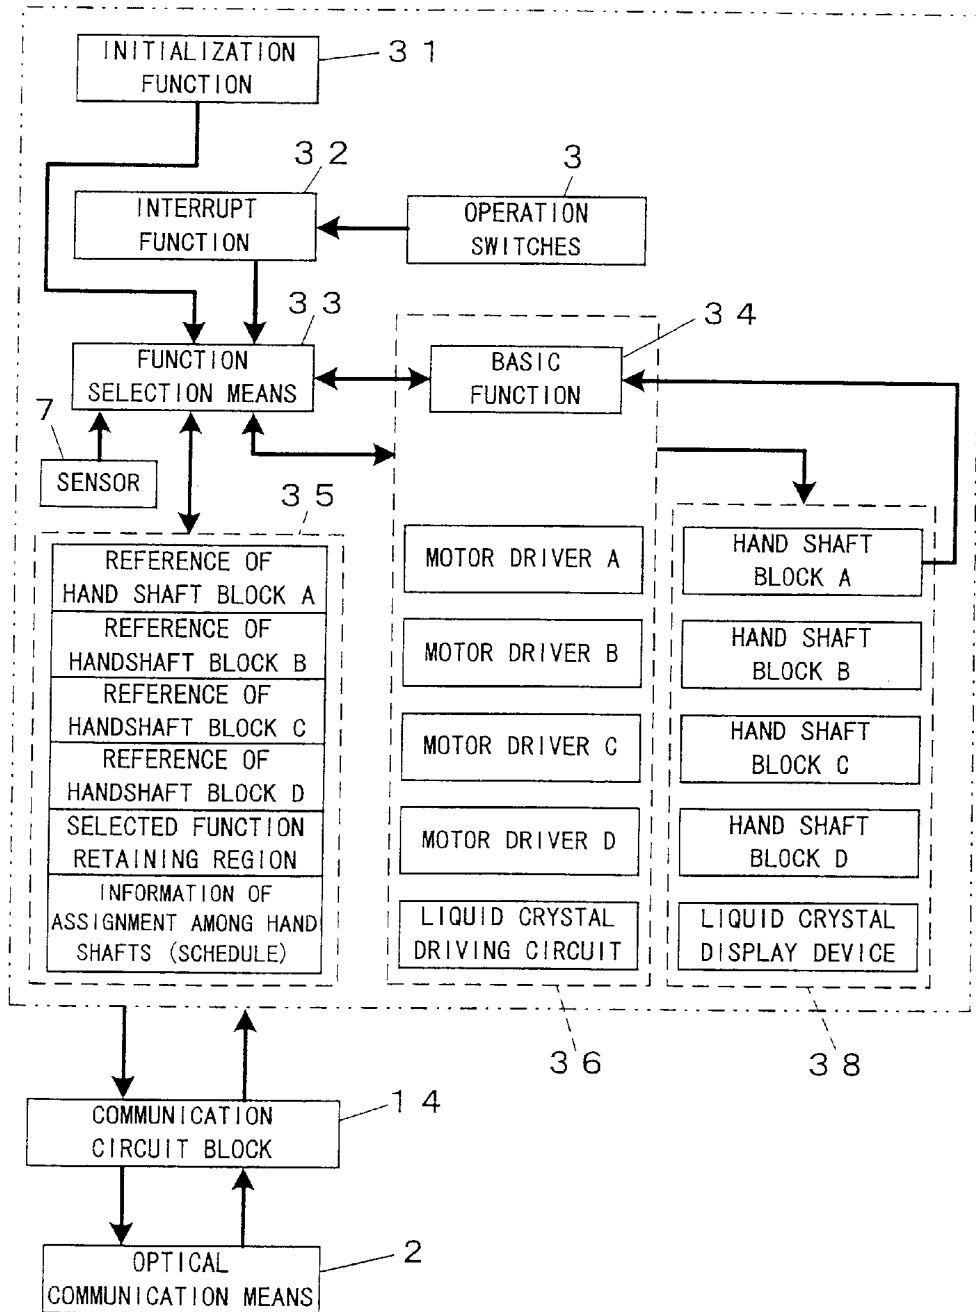 INITIALIZATION
FUNCTION
31
32
INTERRUPT
FUNCTION
3
OPERATION
SWITCHES
33
FUNCTION
SELECTION MEANS
34
BASIC
FUNCTION
7
SENSOR
35
REFERENCE OF
HAND SHAFT BLOCK A
REFERENCE OF
HANDSHAFT BLOCK B
REFERENCE OF
HANDSHAFT BLOCK C
REFERENCE OF
HANDSHAFT BLOCK D
SELECTED FUNCTION
RETAINING REGION
INFORMATION OF
ASSIGNMENT AMONG HAND
SHAFTS (SCHEDULE)
MOTOR DRIVER A
MOTOR DRIVER B
MOTOR DRIVER C
MOTOR DRIVER D
LIQUID CRYSTAL
DRIVING CIRCUIT
36
HAND SHAFT
BLOCK A
HAND SHAFT
BLOCK B
HAND SHAFT
BLOCK C
HAND SHAFT
BLOCK D
LIQUID CRYSTAL
DISPLAY DEVICE
38
COMMUNICATION
CIRCUIT BLOCK
14
OPTICAL
COMMUNICATION MEANS
2